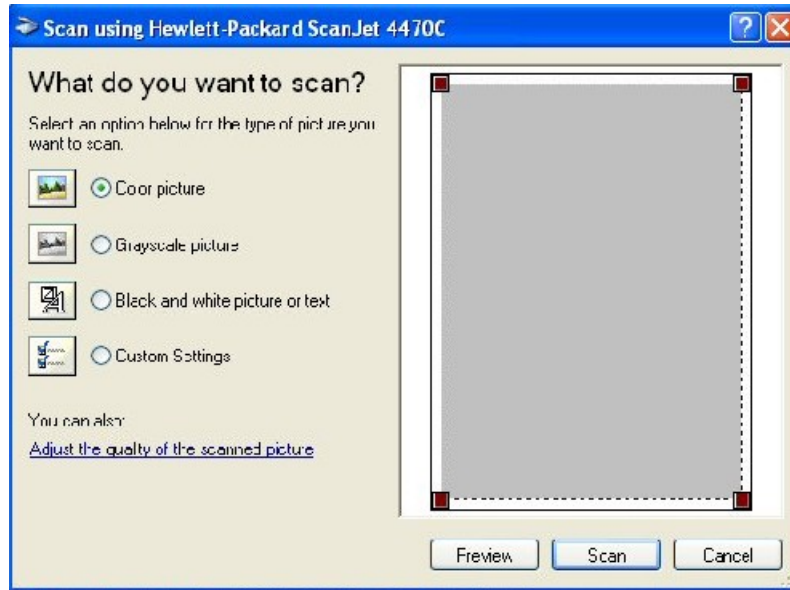 Scan using Hewlett-Packard ScanJet 4470C
What do you want to scan?
Select an option below for the type of picture you
want to scan.
Color picture
Grayscale picture
Black and white picture or text
Custom Settings
You can also:
Adjust the quality of the scanned picture
Preview
Scan
Cancel